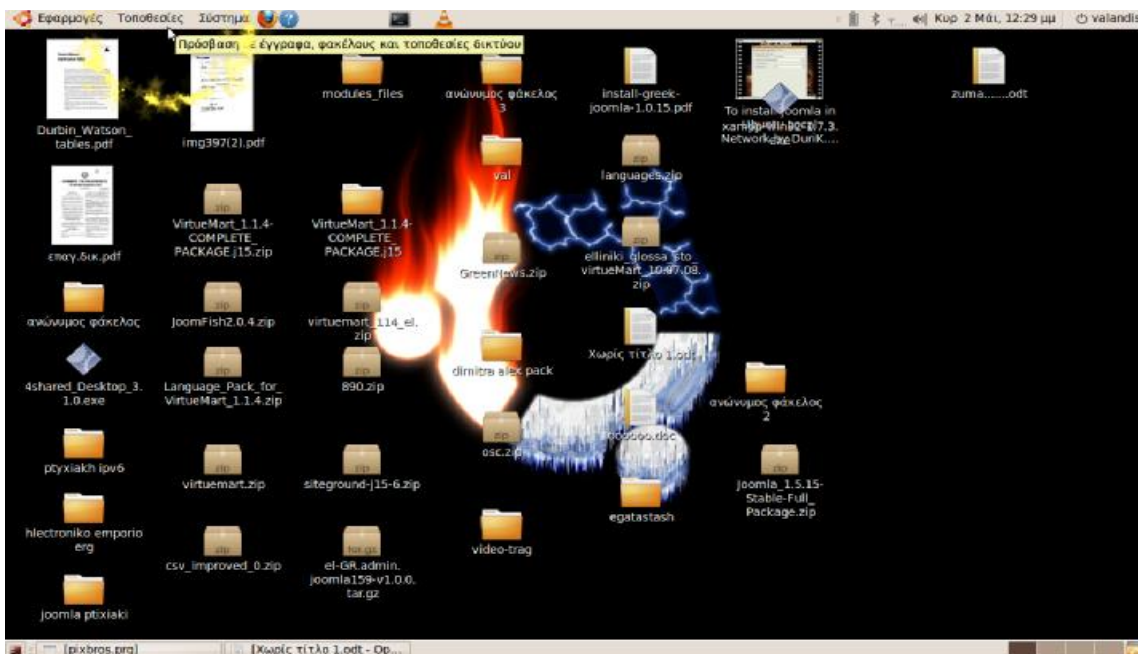 Εφαρμογές Τοποθεσίες Σύστημα
Κυρ 2 Μάι, 12:29 μμ valandis
Πρόσβαση σε έγγραφα, φακέλους και τοποθεσίες δικτύου
Durbin_Watson_
tables.pdf
img397(2).pdf
modules_files
ανώνυμος φάκελος
3
install-greek-
joomla-1.0.15.pdf
To install Joomla in
Network by DuriK....
zuma.......odt
επαγ.δικ.pdf
VirtueMart_1.1.4-
COMPLETE_
PACKAGE.j15.zip
VirtueMart_1.1.4-
COMPLETE_
PACKAGE.j15
val
languages.zip
GreenNews.zip
elliniki_glossa_sto_
virtueMart_10.07.08.
zip
ανώνυμος φάκελος
JoomFish2.0.4.zip
virtuemart_114_el.
zip
dimitra alex pack
Χωρίς τίτλο 1.odt
ανώνυμος φάκελος
2
4shared_Desktop_3.
1.0.exe
Language_Pack_for_
VirtueMart_1.1.4.zip
890.zip
osc.zip
ptyxiakh ipv6
virtuemart.zip
siteground-j15-6.zip
egatastash
Joomla_1.5.15-
Stable-Full_
Package.zip
hlectroniko emporio
erg
csv_improved_0.zip
el-GR.admin.
joomla159-v1.0.0.
tar.gz
video-trag
joomla ptixiaki
[pixbros.prg]
[Χωρίς τίτλο 1.odt - Op...